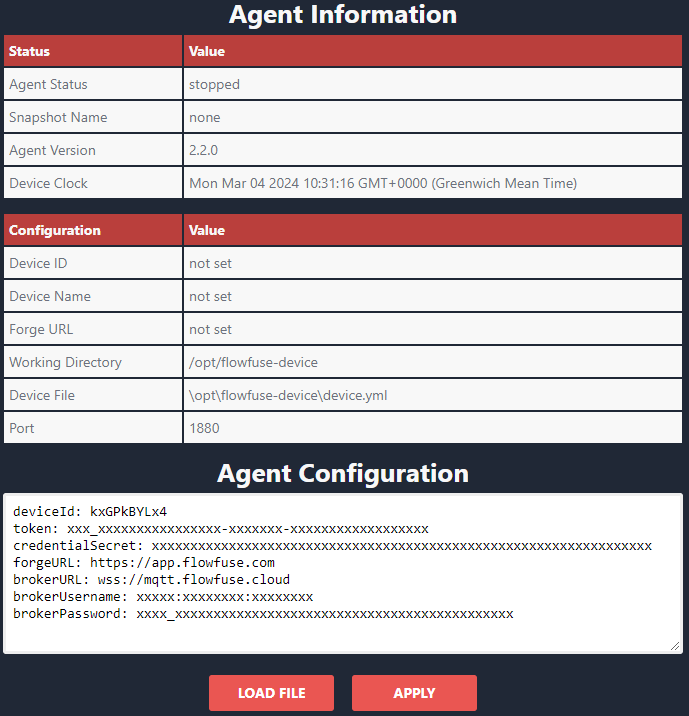 Agent Information
Status Value
Agent Status stopped
Snapshot Name none
Agent Version 2.2.0
Device Clock Mon Mar 04 2024 10:31:16 GMT+0000 (Greenwich Mean Time)
Configuration Value
Device ID not set
Device Name not set
Forge URL not set
Working Directory /opt/flowfuse-device
Device File \opt\flowfuse-device\device.yml
Port 1880
Agent Configuration
deviceId: kxGPkBYLx4
token: xxx_xxxxxxxxxxxxxxxx-xxxxxxx-xxxxxxxxxxxxxxxxxx
credentialSecret: xxxxxxxxxxxxxxxxxxxxxxxxxxxxxxxxxxxxxxxxxxxxxxxxxxxxxxxxxxxxxxxxx
forgeURL: https://app.flowfuse.com
brokerURL: wss://mqtt.flowfuse.cloud
brokerUsername: xxxxx:xxxxxxxx:xxxxxxxx
brokerPassword: xxxx_xxxxxxxxxxxxxxxxxxxxxxxxxxxxxxxxxxxxxxxxxxxx
LOAD FILE APPLY